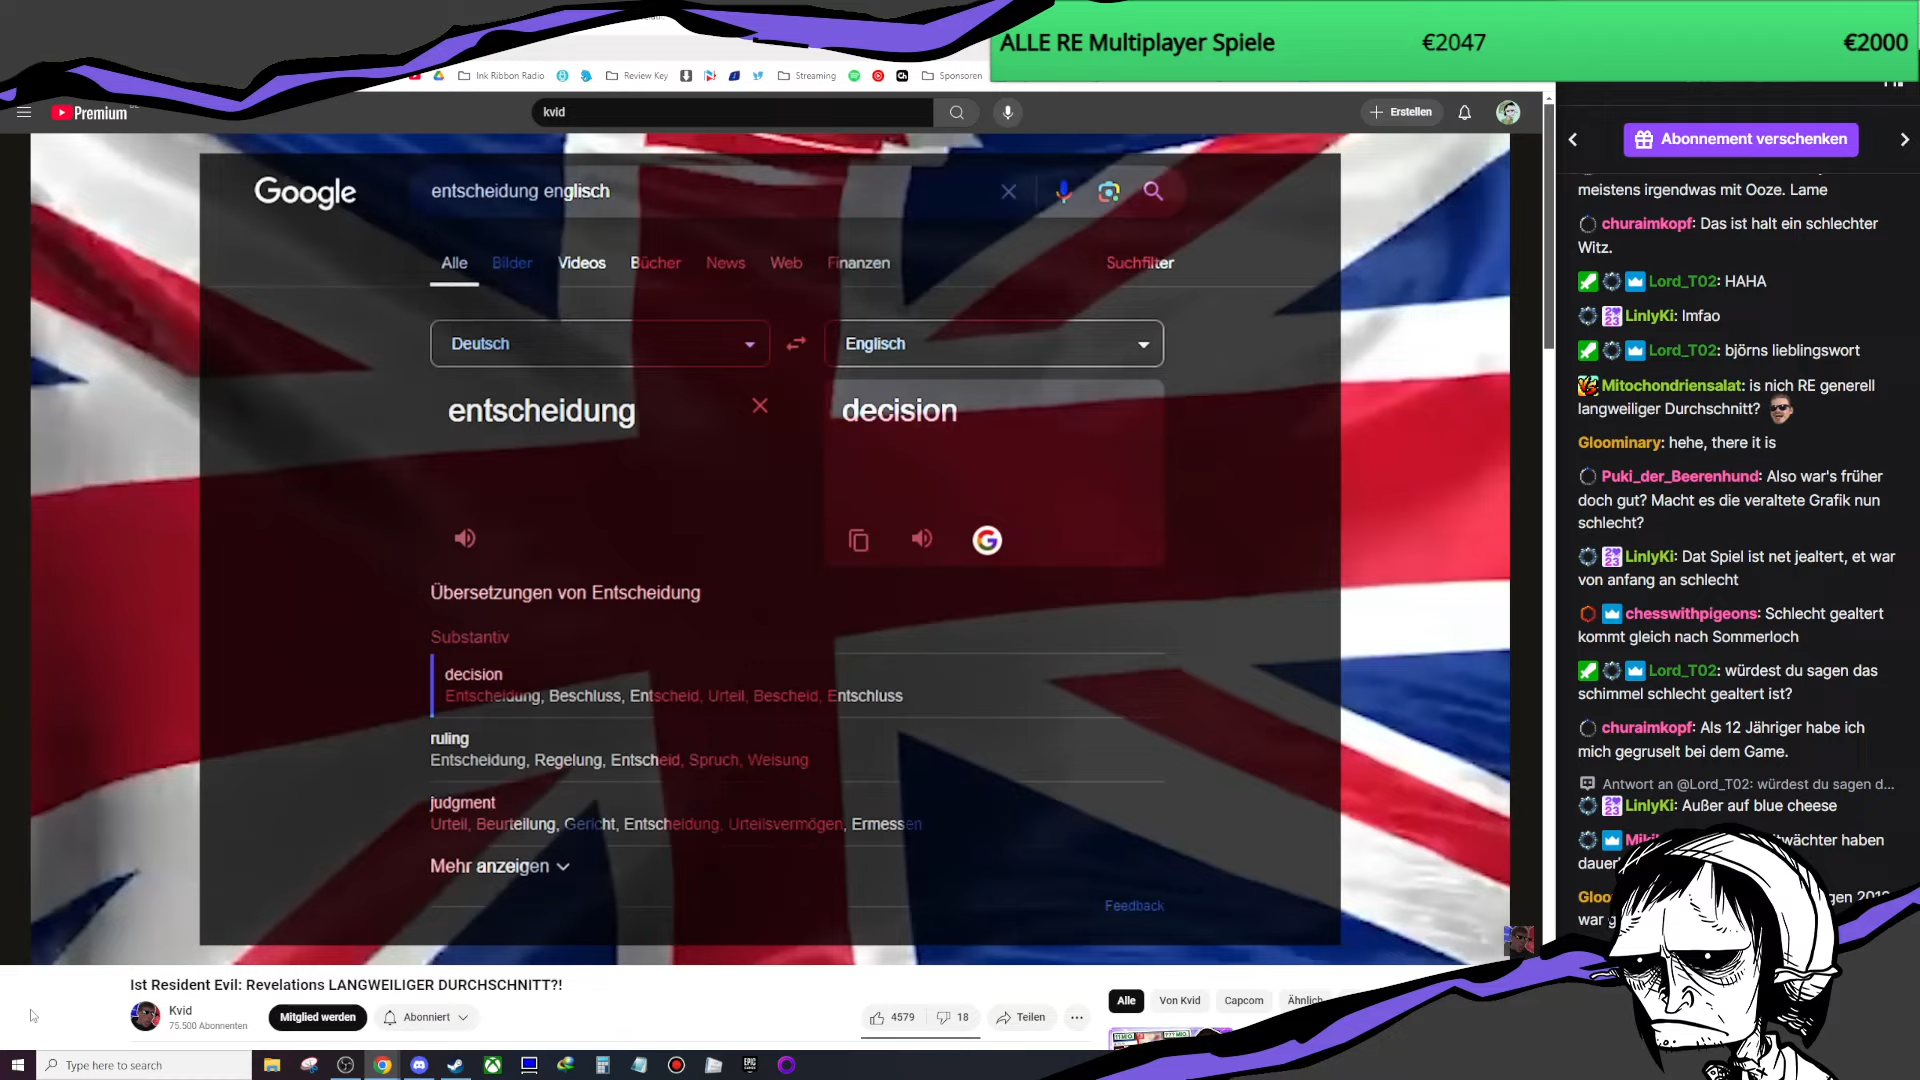 ALLE RE Multiplayer Spiele €2047 €2000
Ink Ribbon Radio Review Key Streaming Sponsoren
Premium kvid Erstellen
Abonnement verschenken
Google entscheidung englisch
Alle Bilder Videos Bücher News Web Finanzen Suchfilter
Deutsch Englisch
entscheidung decision
Übersetzungen von Entscheidung
Substantiv
decision
Entscheidung, Beschluss, Entscheid, Urteil, Bescheid, Entschluss
ruling
Entscheidung, Regelung, Entscheid, Spruch, Weisung
judgment
Urteil, Beurteilung, Gericht, Entscheidung, Urteilsvermögen, Ermessen
Mehr anzeigen
Feedback
meistens irgendwas mit Ooze. Lame
churaimkopf: Das ist halt ein schlechter
Witz.
Lord_T02: HAHA
LinlyKi: lmfao
Lord_T02: björns lieblingswort
Mitochondriensalat: is nich RE generell
langweiliger Durchschnitt?
Gloominary: hehe, there it is
Puki_der_Beerenhund: Also war's früher
doch gut? Macht es die veraltete Grafik nun
schlecht?
LinlyKi: Dat Spiel ist net jealtert, et war
von anfang an schlecht
chesswithpigeons: Schlecht gealtert
kommt gleich nach Sommerloch
Lord_T02: würdest du sagen das
schimmel schlecht gealtert ist?
churaimkopf: Als 12 Jähriger habe ich
mich gegruselt bei dem Game.
Antwort an @Lord_T02: würdest du sagen d...
LinlyKi: Außer auf blue cheese
haben
war
Ist Resident Evil: Revelations LANGWEILIGER DURCHSCHNITT?!
Kvid
75.500 Abonnenten
Mitglied werden Abonniert 4579 18 Teilen
Alle Von Kvid Capcom Ähnlich
Type here to search